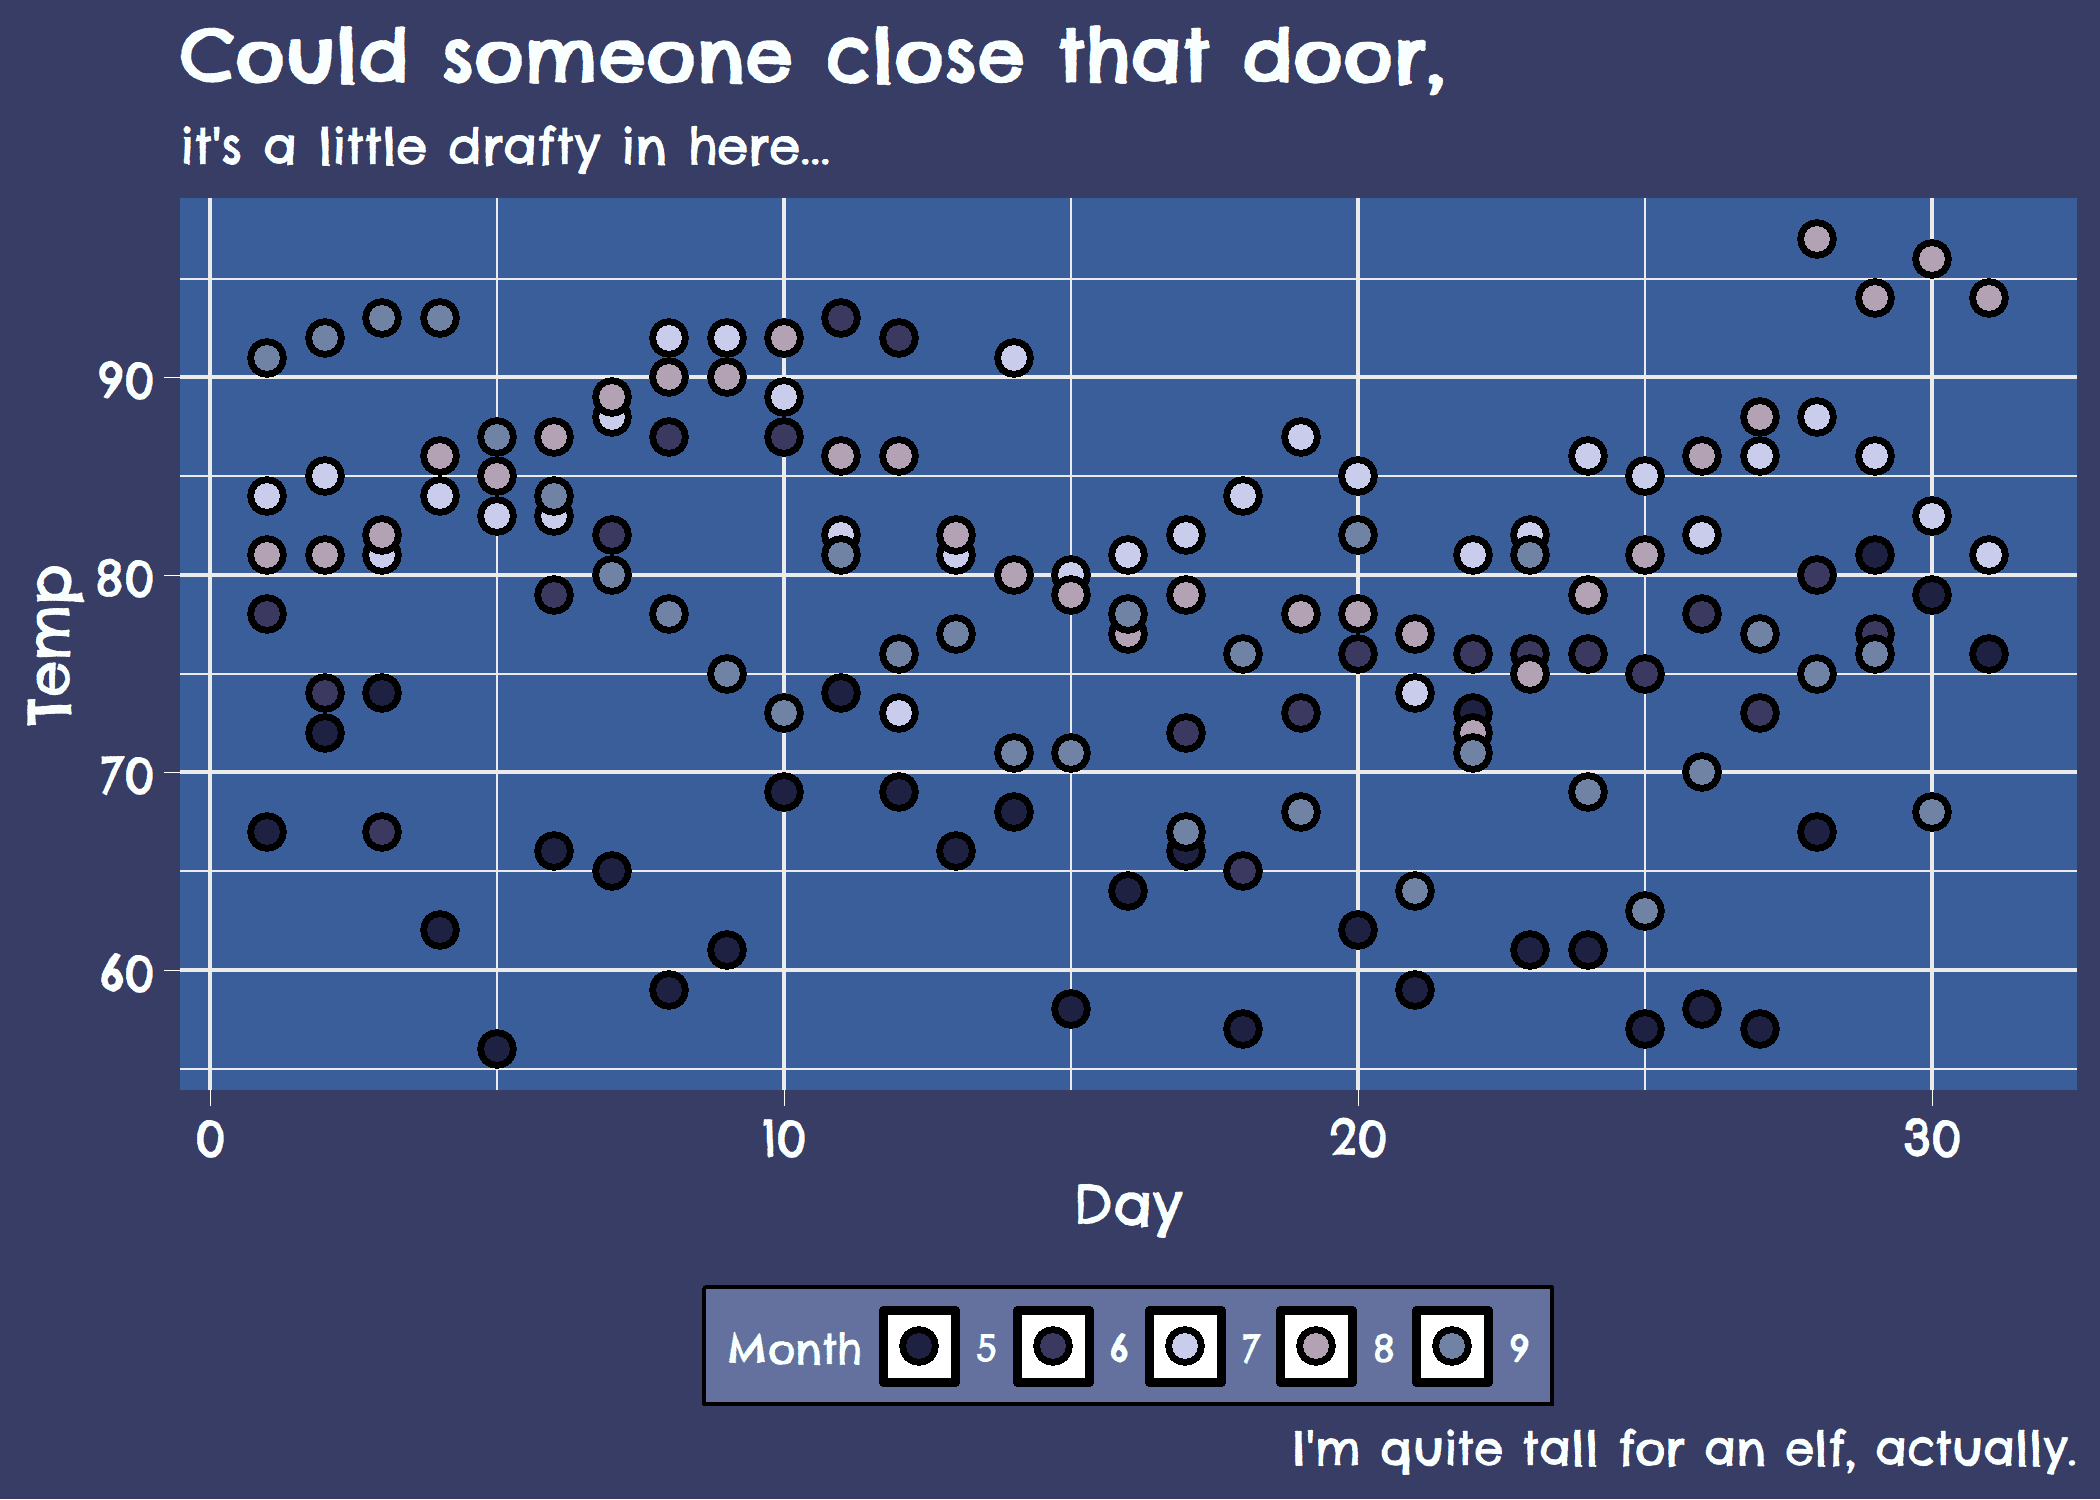 Could someone close that door,
it's a little drafty in here...
Temp
90
80
70
60
0 10 20 30
Day
Month 5 6 7 8 9
I'm quite tall for an elf, actually.